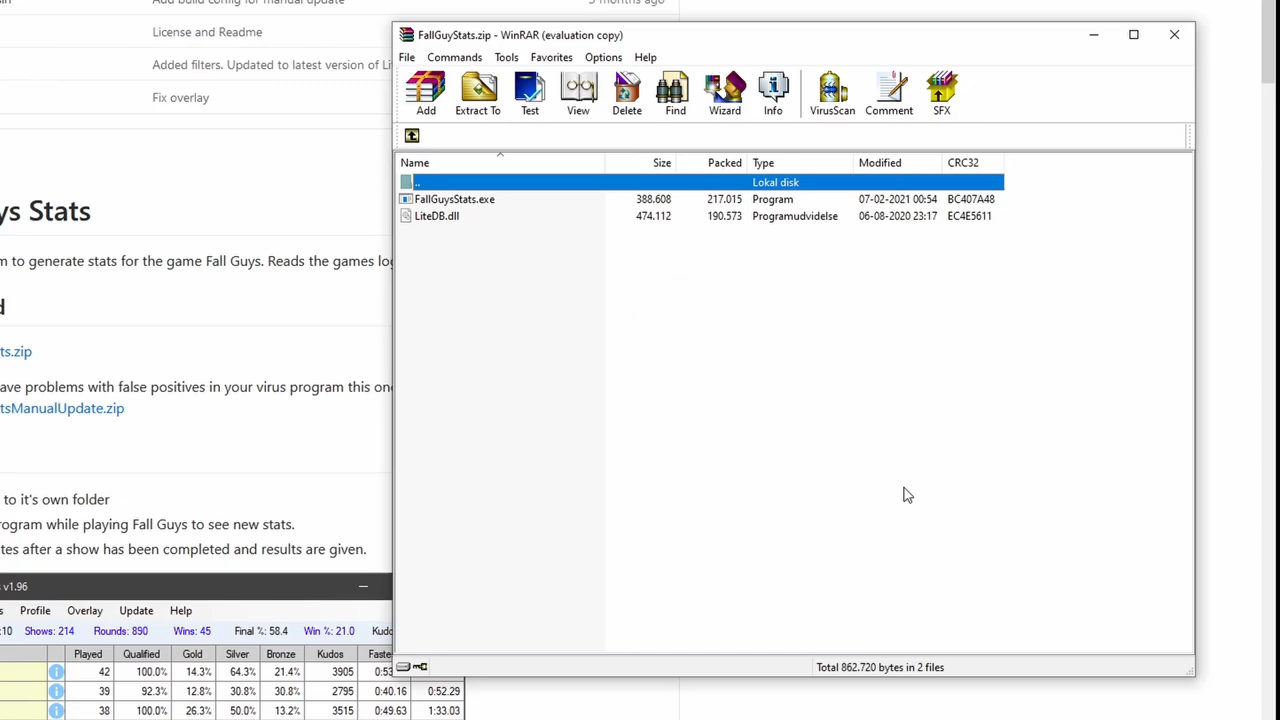 Add build config for manual update
3 months ago
License and Readme
Added filters. Updated to latest version of Li
Fix overlay
ys Stats
m to generate stats for the game Fall Guys. Reads the games lo
d
ts.zip
ave problems with false positives in your virus program this on
tsManualUpdate.zip
to it's own folder
rogram while playing Fall Guys to see new stats.
tes after a show has been completed and results are given.
v1.96
Profile Overlay Update Help
:10 Shows: 214 Rounds: 890 Wins: 45 Final %: 58.4 Win %: 21.0 Kudo
Played Qualified Gold Silver Bronze Kudos Faste
42 100.0% 14.3% 64.3% 21.4% 3905 0:53
39 92.3% 12.8% 30.8% 30.8% 2795 0:40.16 0:52.29
38 100.0% 26.3% 50.0% 13.2% 3515 0:49.63 1:33.03
FallGuyStats.zip - WinRAR (evaluation copy)
File Commands Tools Favorites Options Help
Add Extract To Test View Delete Find Wizard Info VirusScan Comment SFX
Name Size Packed Type Modified CRC32
.. Lokal disk
FallGuysStats.exe 388.608 217.015 Program 07-02-2021 00:54 BC407A48
LiteDB.dll 474.112 190.573 Programudvidelse 06-08-2020 23:17 EC4E5611
Total 862.720 bytes in 2 files